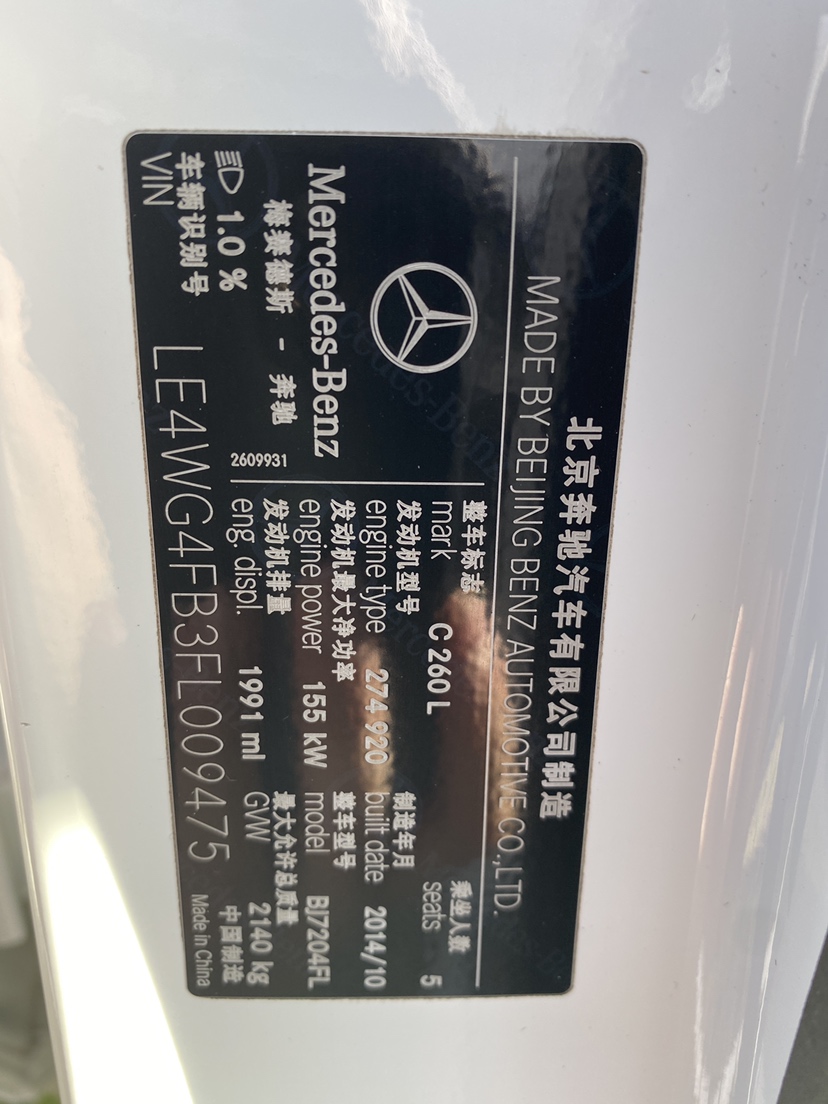 北京奔驰汽车有限公司制造
MADE BY BEIJING BENZ AUTOMOTIVE CO.,LTD.
Mercedes-Benz
梅赛德斯 - 奔驰
1.0 %
2609931
整车标志
mark C 260 L
乘坐人数
seats 5
发动机型号
engine type 274 920
制造年月
built date 2014/10
发动机最大净功率
engine power 155 kW
整车型号
model BJ7204FL
发动机排量
eng. displ. 1991 ml
最大允许总质量
GVW 2140 kg
车辆识别号
VIN LE4WG4FB3FL009475
中国制造
Made in China